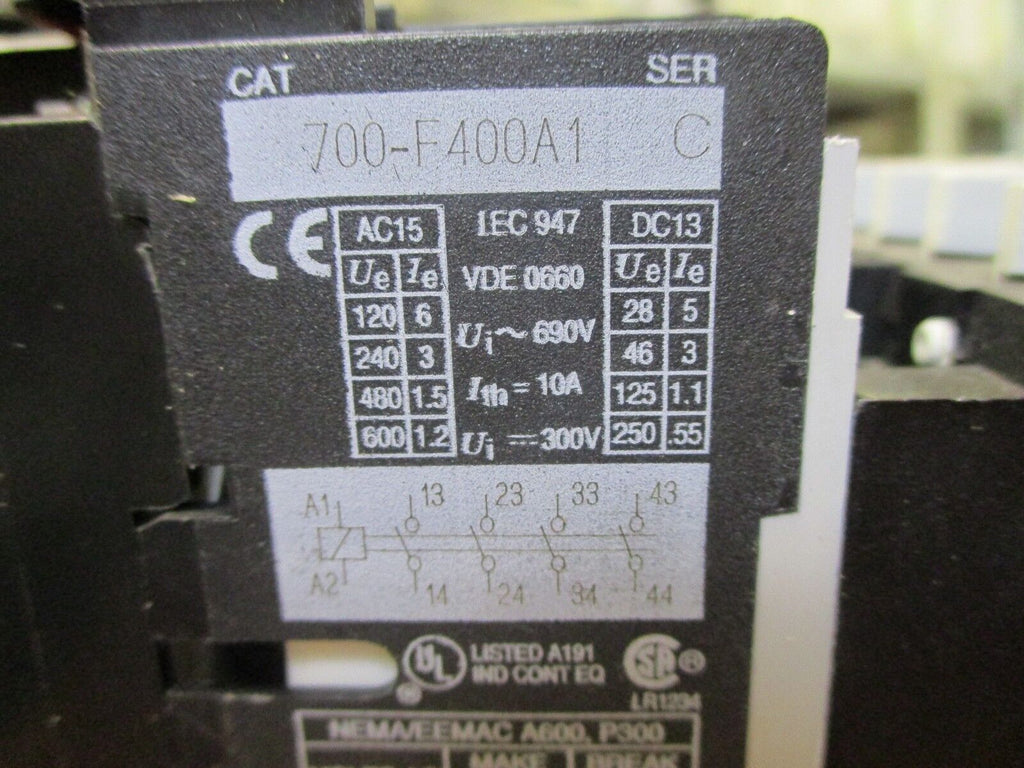 CAT SER
700-F400A1 C
CE
AC15 IEC 947 DC13
Ue Ie VDE 0660 Ue Ie
120 6 28 5
240 3 Ui ~ 690V 46 3
480 1.5 Ith = 10A 125 1.1
600 1.2 Ui ⎓ 300V 250 .55
A1 13 23 33 43
A2 14 24 34 44
UL ® LISTED A191 SA ®
IND CONT EQ
LR1234
NEMA/EEMAC A600, P300
MAKE BREAK